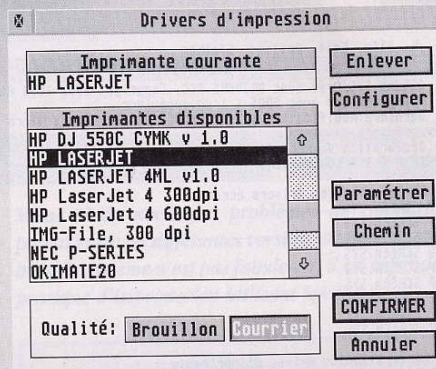 Drivers d'impression
Imprimante courante
HP LASERJET
Enlever
Configurer
Imprimantes disponibles
HP DJ 550C CYMK v 1.0
HP LASERJET
HP LASERJET 4ML v1.0
HP LaserJet 4 300dpi
HP LaserJet 4 600dpi
IMG-File, 300 dpi
NEC P-SERIES
OKIMATE20
Paramétrer
Chemin
Qualité: Brouillon Courrier
CONFIRMER
Annuler